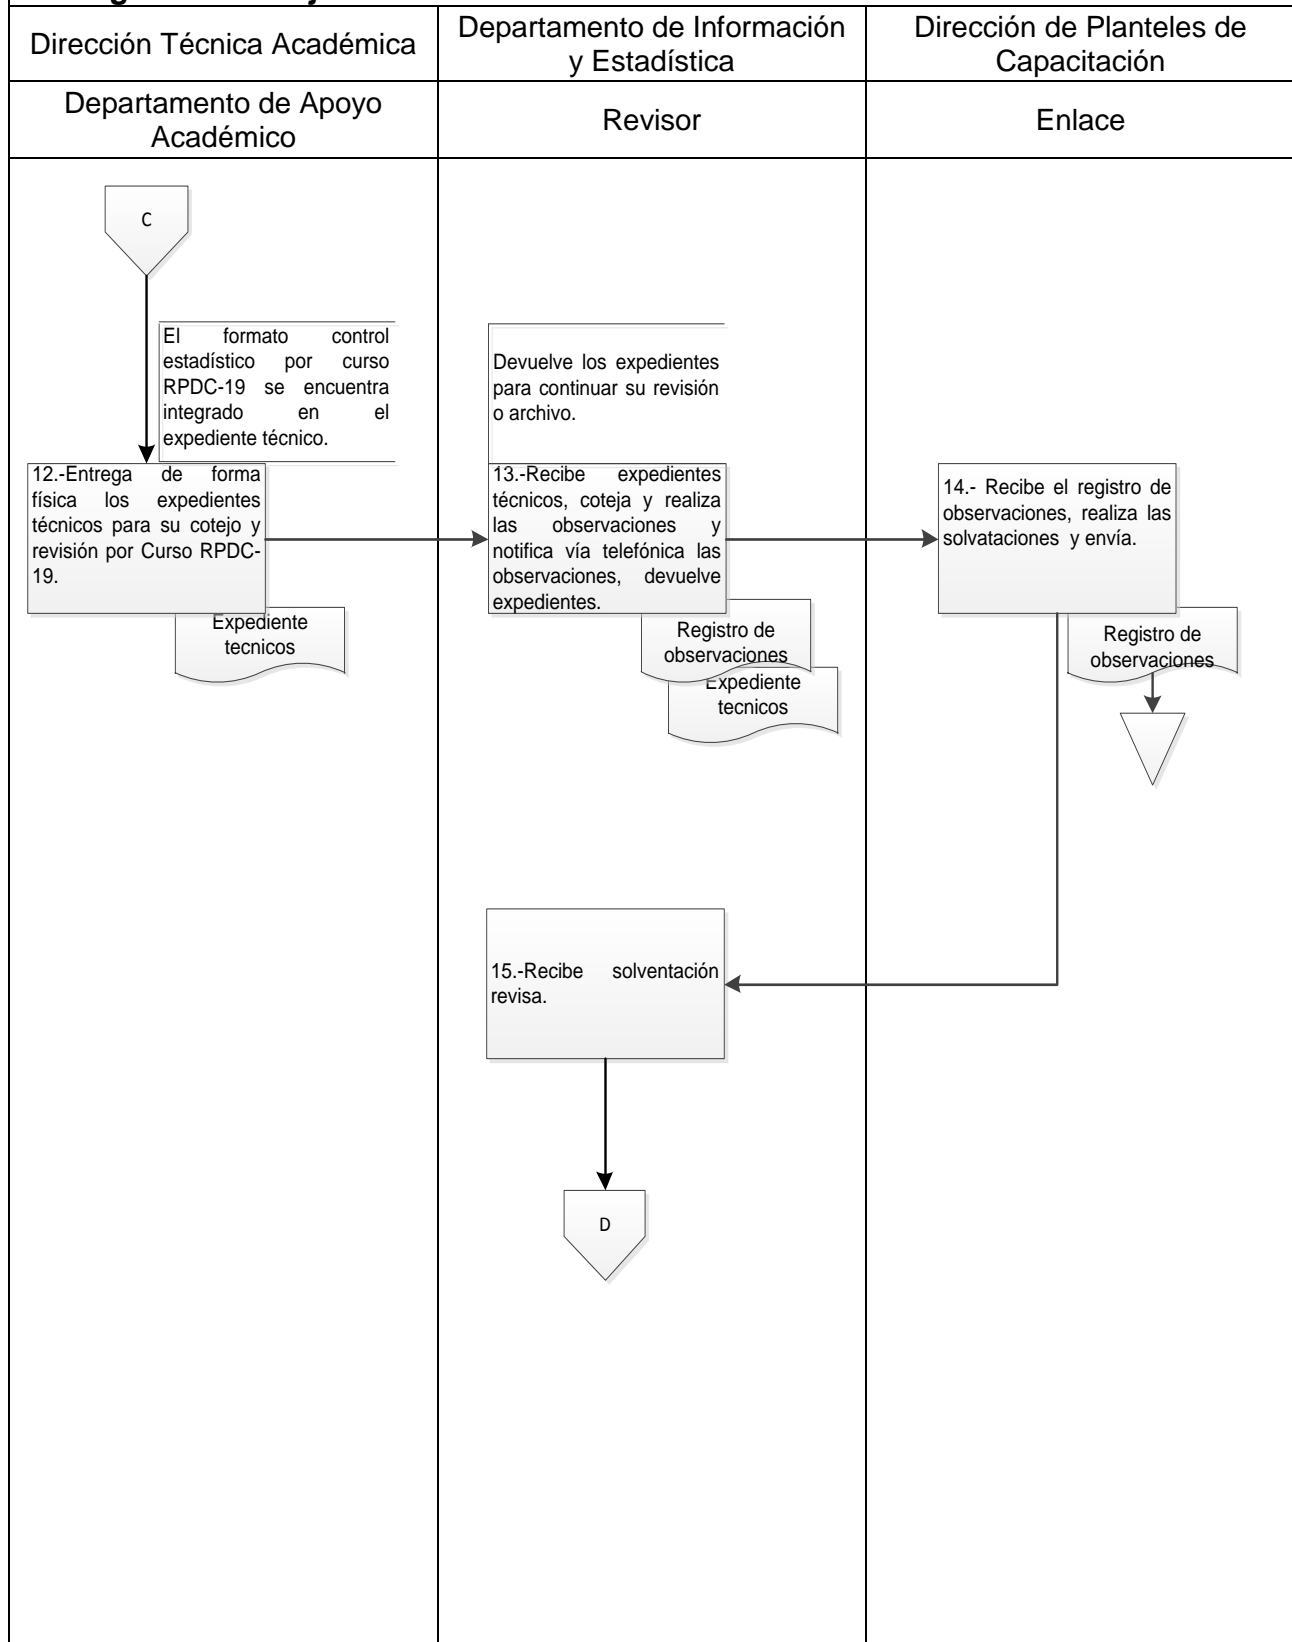 Dirección Técnica Académica
Departamento de Información
y Estadística
Dirección de Planteles de
Capacitación
Departamento de Apoyo
Académico
Revisor
Enlace
C
El formato control
estadístico por curso
RPDC-19 se encuentra
integrado en el
expediente técnico.
Devuelve los expedientes
para continuar su revisión
o archivo.
12.-Entrega de forma
física los expedientes
técnicos para su cotejo y
revisión por Curso RPDC-
19.
13.-Recibe expedientes
técnicos, coteja y realiza
las observaciones y
notifica vía telefónica las
observaciones, devuelve
expedientes.
14.- Recibe el registro de
observaciones, realiza las
solvataciones y envía.
Expediente
tecnicos
Registro de
observaciones
Expediente
tecnicos
Registro de
observaciones
15.-Recibe solventación
revisa.
D